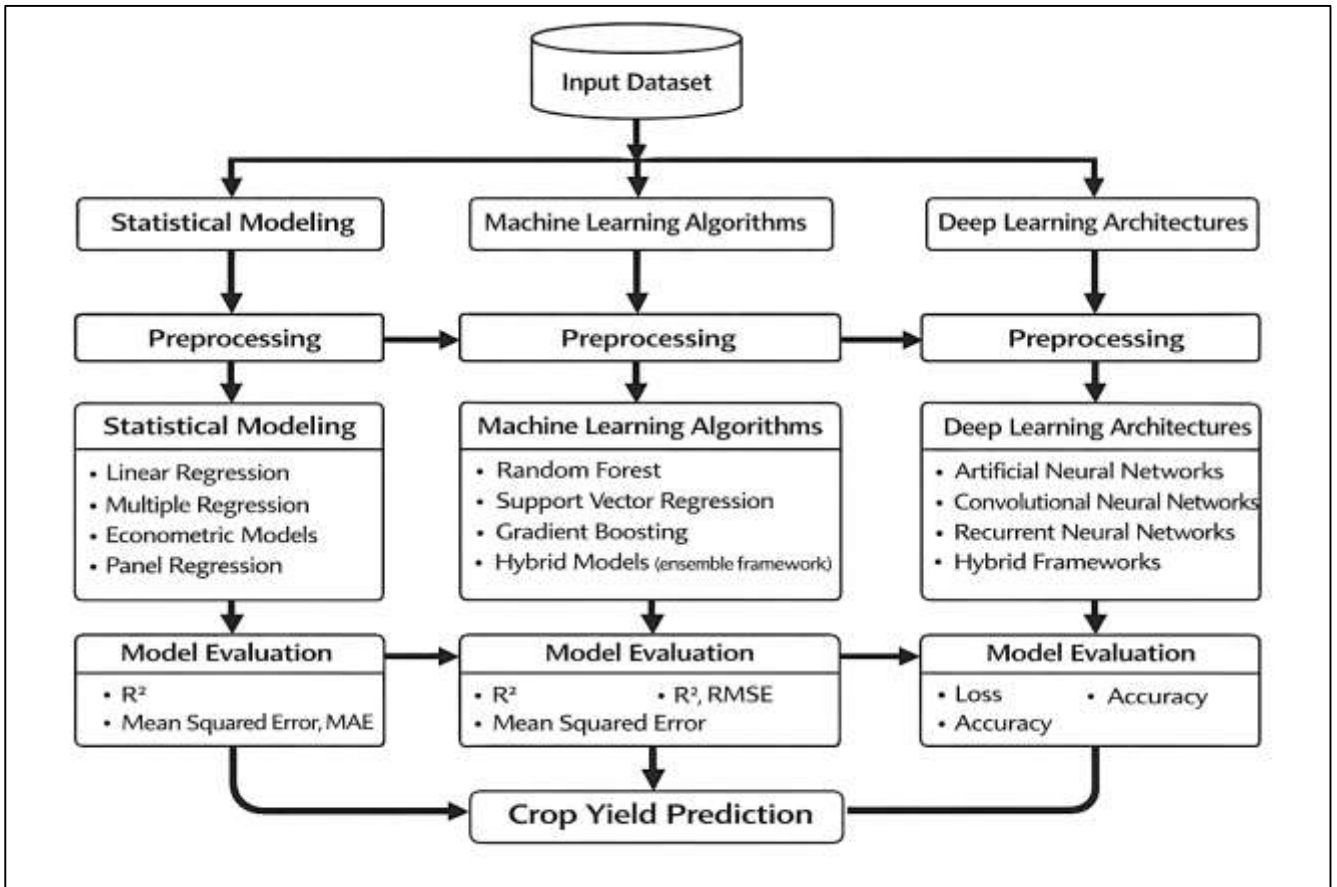 Input Dataset
Statistical Modeling
Machine Learning Algorithms
Deep Learning Architectures
Preprocessing
Preprocessing
Preprocessing
Statistical Modeling
• Linear Regression
• Multiple Regression
• Econometric Models
• Panel Regression
Machine Learning Algorithms
• Random Forest
• Support Vector Regression
• Gradient Boosting
• Hybrid Models (ensemble framework)
Deep Learning Architectures
• Artificial Neural Networks
• Convolutional Neural Networks
• Recurrent Neural Networks
• Hybrid Frameworks
Model Evaluation
• R²
• Mean Squared Error, MAE
Model Evaluation
• R² • R², RMSE
• Mean Squared Error
Model Evaluation
• Loss • Accuracy
• Accuracy
Crop Yield Prediction